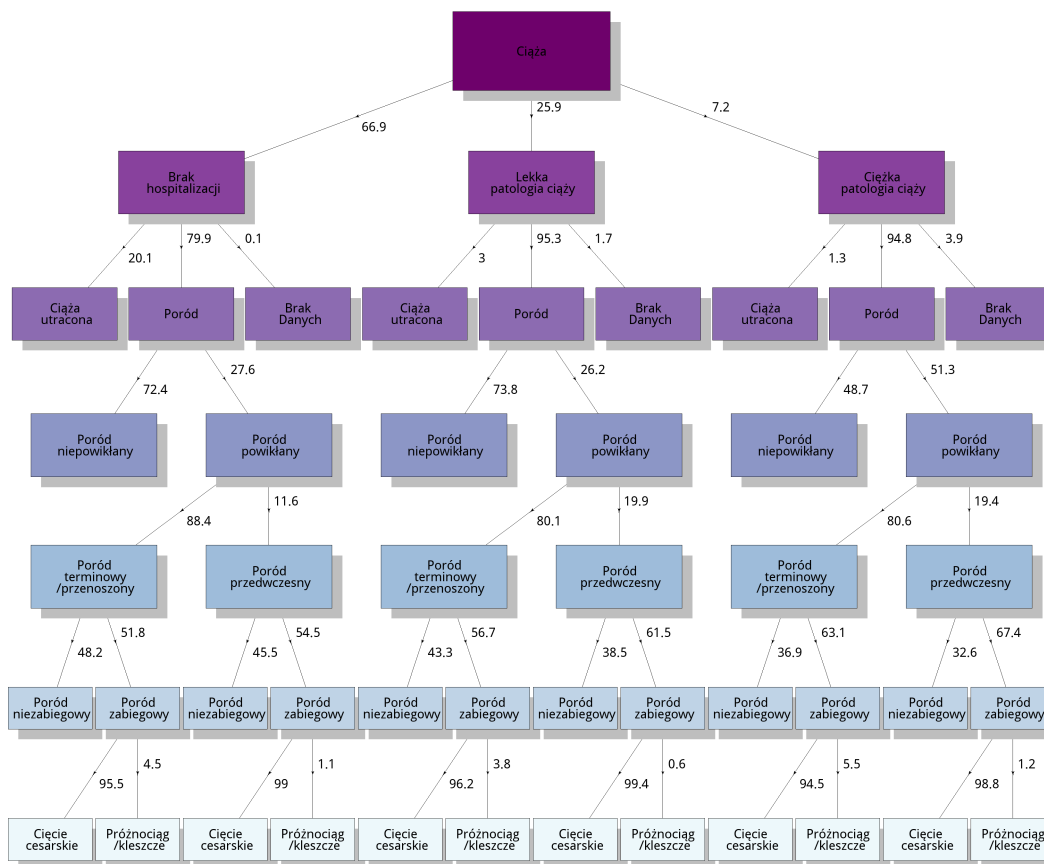 Ciąża
66.9
25.9
7.2
Brak
hospitalizacji
Lekka
patologia ciąży
Ciężka
patologia ciąży
20.1
79.9
0.1
3
95.3
1.7
1.3
94.8
3.9
Ciąża
utracona
Poród
Brak
Danych
Ciąża
utracona
Poród
Brak
Danych
Ciąża
utracona
Poród
Brak
Danych
72.4
27.6
73.8
26.2
48.7
51.3
Poród
niepowikłany
Poród
powikłany
Poród
niepowikłany
Poród
powikłany
Poród
niepowikłany
Poród
powikłany
88.4
11.6
80.1
19.9
80.6
19.4
Poród
terminowy
/przenoszony
Poród
przedwczesny
Poród
terminowy
/przenoszony
Poród
przedwczesny
Poród
terminowy
/przenoszony
Poród
przedwczesny
48.2
51.8
45.5
54.5
43.3
56.7
38.5
61.5
36.9
63.1
32.6
67.4
Poród
niezabiegowy
Poród
zabiegowy
Poród
niezabiegowy
Poród
zabiegowy
Poród
niezabiegowy
Poród
zabiegowy
Poród
niezabiegowy
Poród
zabiegowy
Poród
niezabiegowy
Poród
zabiegowy
Poród
niezabiegowy
Poród
zabiegowy
95.5
4.5
99
1.1
96.2
3.8
99.4
0.6
94.5
5.5
98.8
1.2
Cięcie
cesarskie
Próżnociąg
/kleszcze
Cięcie
cesarskie
Próżnociąg
/kleszcze
Cięcie
cesarskie
Próżnociąg
/kleszcze
Cięcie
cesarskie
Próżnociąg
/kleszcze
Cięcie
cesarskie
Próżnociąg
/kleszcze
Cięcie
cesarskie
Próżnociąg
/kleszcze